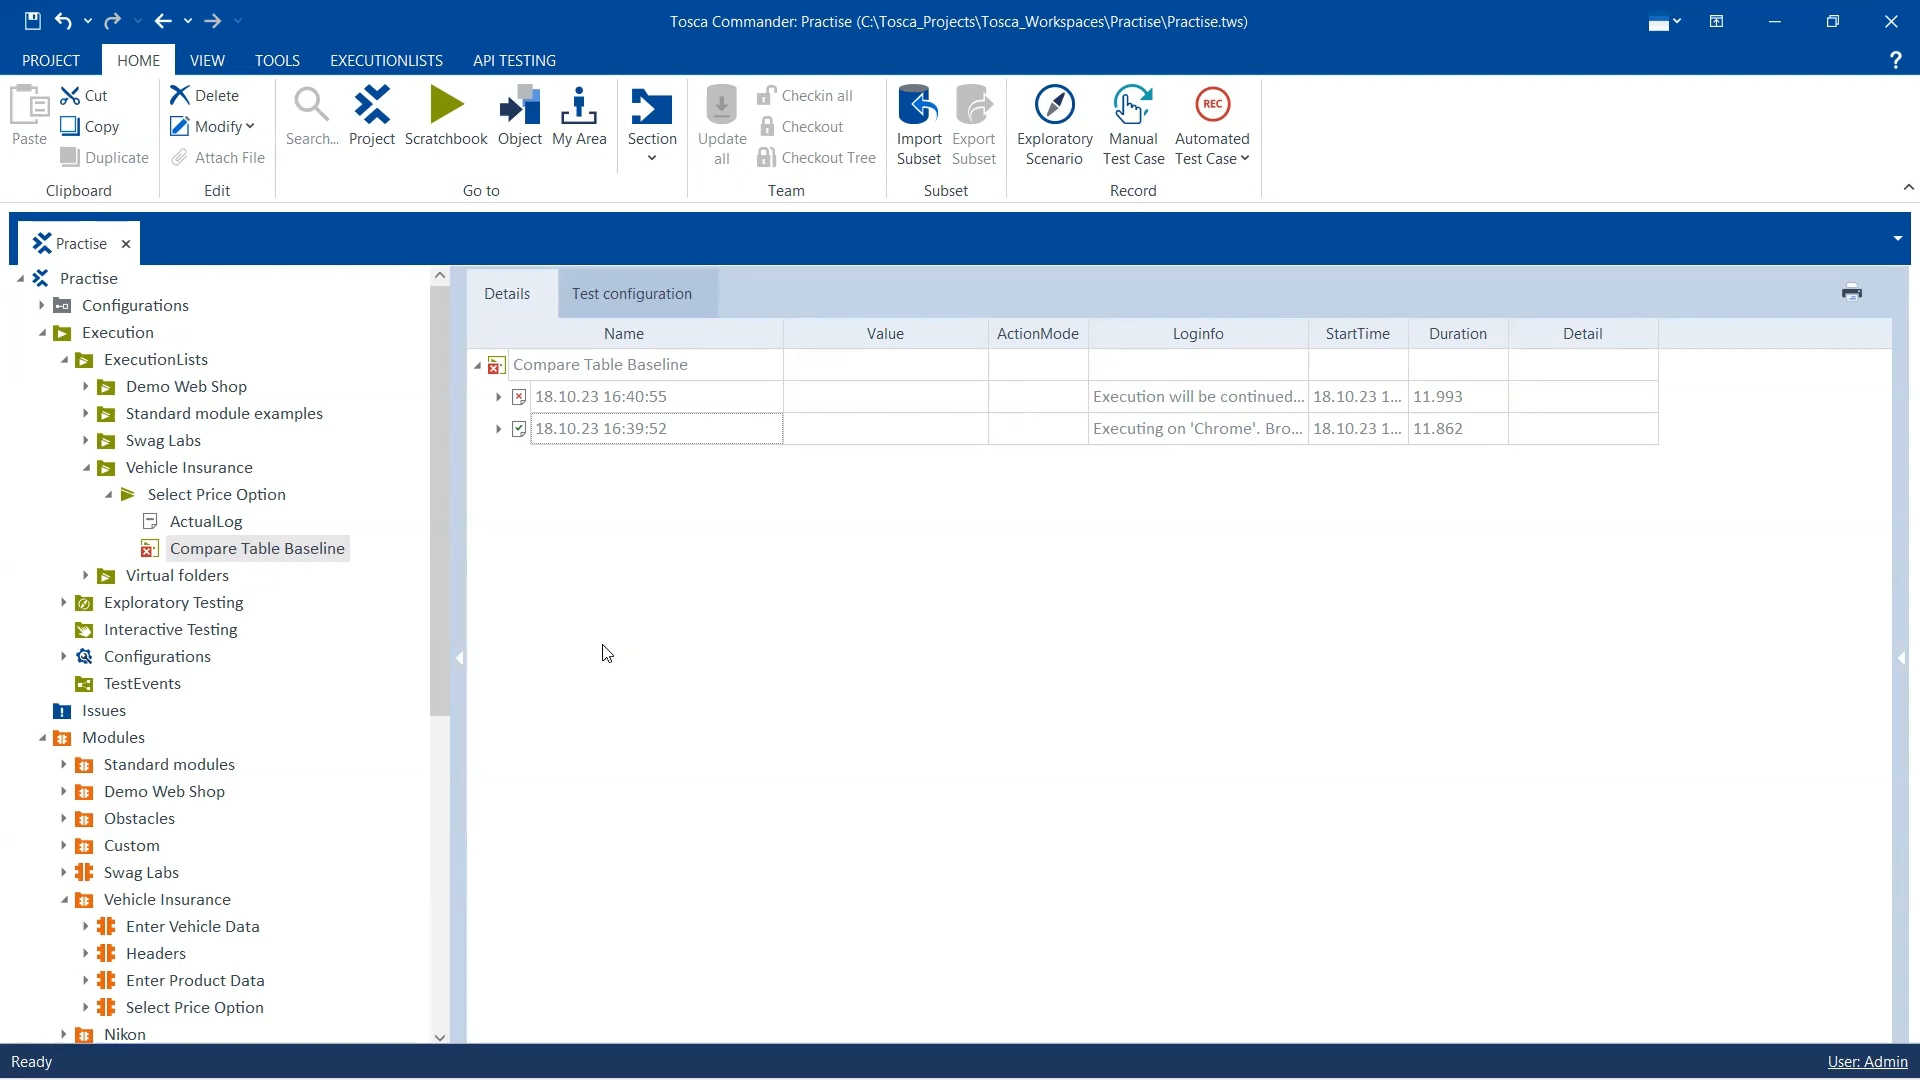 Tosca Commander: Practise (C:\Tosca_Projects\Tosca_Workspaces\Practise\Practise.tws)
PROJECT HOME VIEW TOOLS EXECUTIONLISTS API TESTING ?
Paste
Cut
Copy
Duplicate
Clipboard
Delete
Modify
Attach File
Edit
Search...
Project
Scratchbook
Object
My Area
Section
Go to
Update
all
Checkin all
Checkout
Checkout Tree
Team
Import
Subset
Export
Subset
Subset
Exploratory
Scenario
Manual
Test Case
REC
Automated
Test Case
Record
Practise
Practise
Configurations
Execution
ExecutionLists
Demo Web Shop
Standard module examples
Swag Labs
Vehicle Insurance
Select Price Option
ActualLog
Compare Table Baseline
Virtual folders
Exploratory Testing
Interactive Testing
Configurations
TestEvents
Issues
Modules
Standard modules
Demo Web Shop
Obstacles
Custom
Swag Labs
Vehicle Insurance
Enter Vehicle Data
Headers
Enter Product Data
Select Price Option
Nikon
Details Test configuration
Name Value ActionMode Loginfo StartTime Duration Detail
Compare Table Baseline
18.10.23 16:40:55 Execution will be continued... 18.10.23 1... 11.993
18.10.23 16:39:52 Executing on 'Chrome'. Bro... 18.10.23 1... 11.862
Ready User: Admin